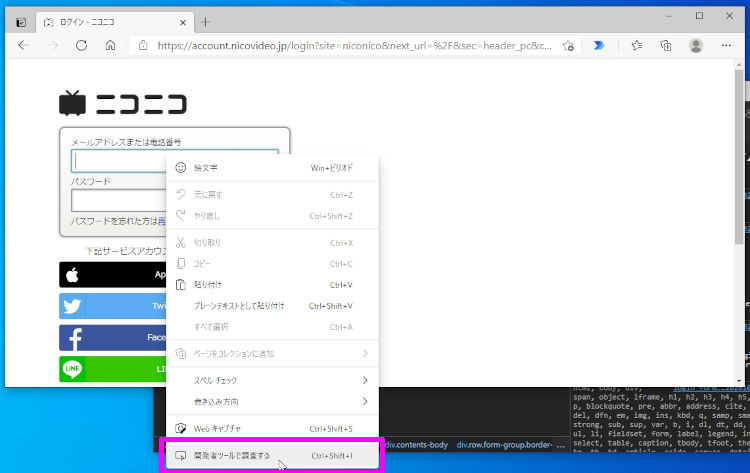 ログイン - ニコニコ
https://account.nicovideo.jp/login?site=niconico&next_url=%2F&sec=header_pc&c...
ニコニコ
メールアドレスまたは電話番号
パスワード
パスワードを忘れた方は再
下記サービスアカウン
App
Twit
Faceb
LINE
LI
絵文字 Win+ピリオド
元に戻す Ctrl+Z
やり直し Ctrl+Shift+Z
切り取り Ctrl+X
コピー Ctrl+C
貼り付け Ctrl+V
プレーンテキストとして貼り付け Ctrl+Shift+V
すべて選択 Ctrl+A
ページをコレクションに追加
スペル チェック
書き込み方向
Web キャプチャ Ctrl+Shift+S
開発者ツールで調査する Ctrl+Shift+I
div.contents-body div.row.form-group.border- ...
html, body, div,
span, object, iframe, h1, h2, h3, h4, h5,
p, blockquote, pre, abbr, address, cite,
del, dfn, em, img, ins, kbd, q, samp, sma
strong, sub, sup, var, b, i, dl, dt, dd,
ul, li, fieldset, form, label, legend, in
select, table, caption, tbody, tfoot, the